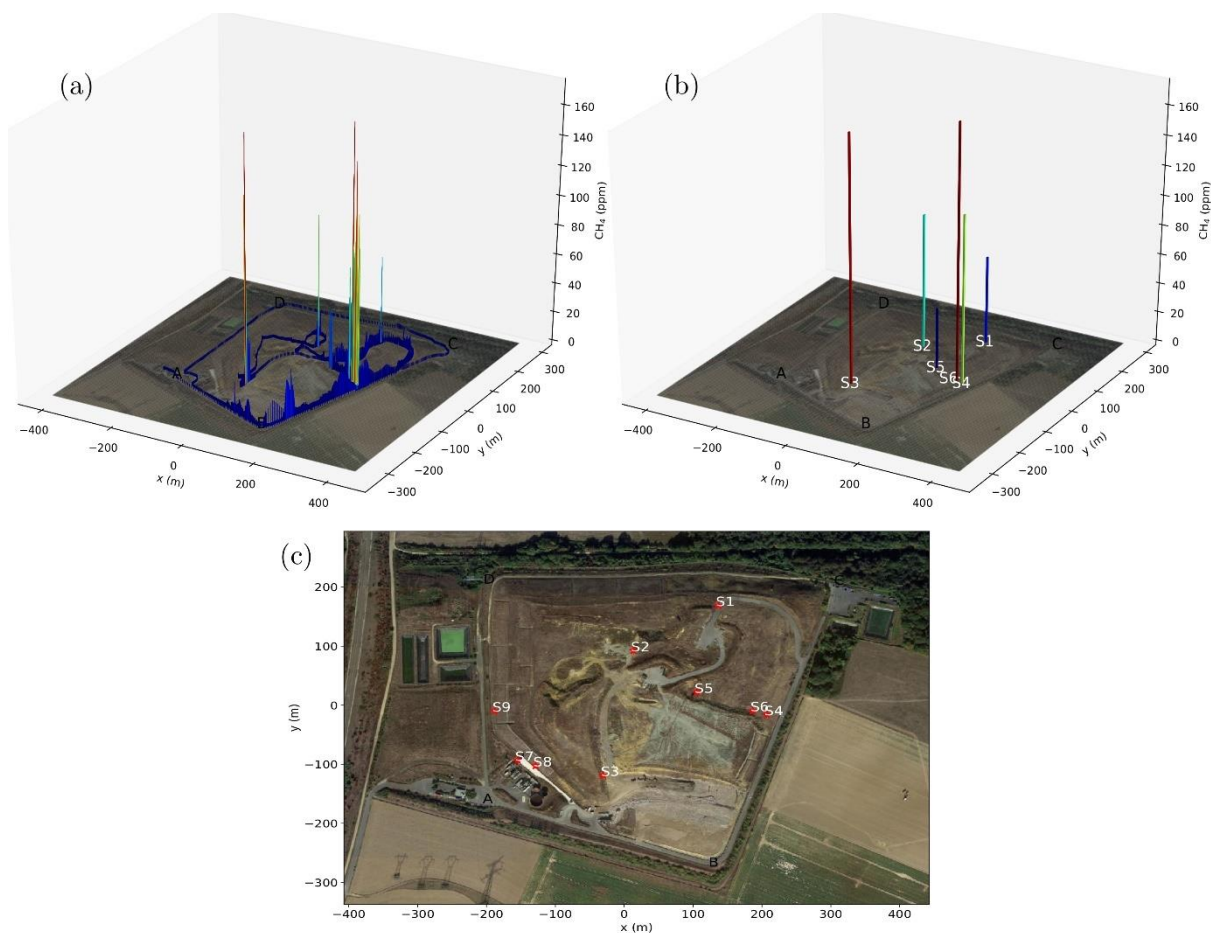 (a)
160
140
120
100
80
60
40
20
0
CH₄ (ppm)
D
C
A
B
300
200
100
0
−100
−200
−300
y (m)
−400
−200
0
200
400
x (m)
(b)
160
140
120
100
80
60
40
20
0
CH₄ (ppm)
D
C
A
B
S1
S2
S5
S6
S4
S3
300
200
100
0
−100
−200
−300
y (m)
−400
−200
0
200
400
x (m)
(c)
200
100
0
−100
−200
−300
y (m)
D
C
S1
S2
S5
S9
S6
S4
S7
S8
S3
A
B
−400
−300
−200
−100
0
100
200
300
400
x (m)